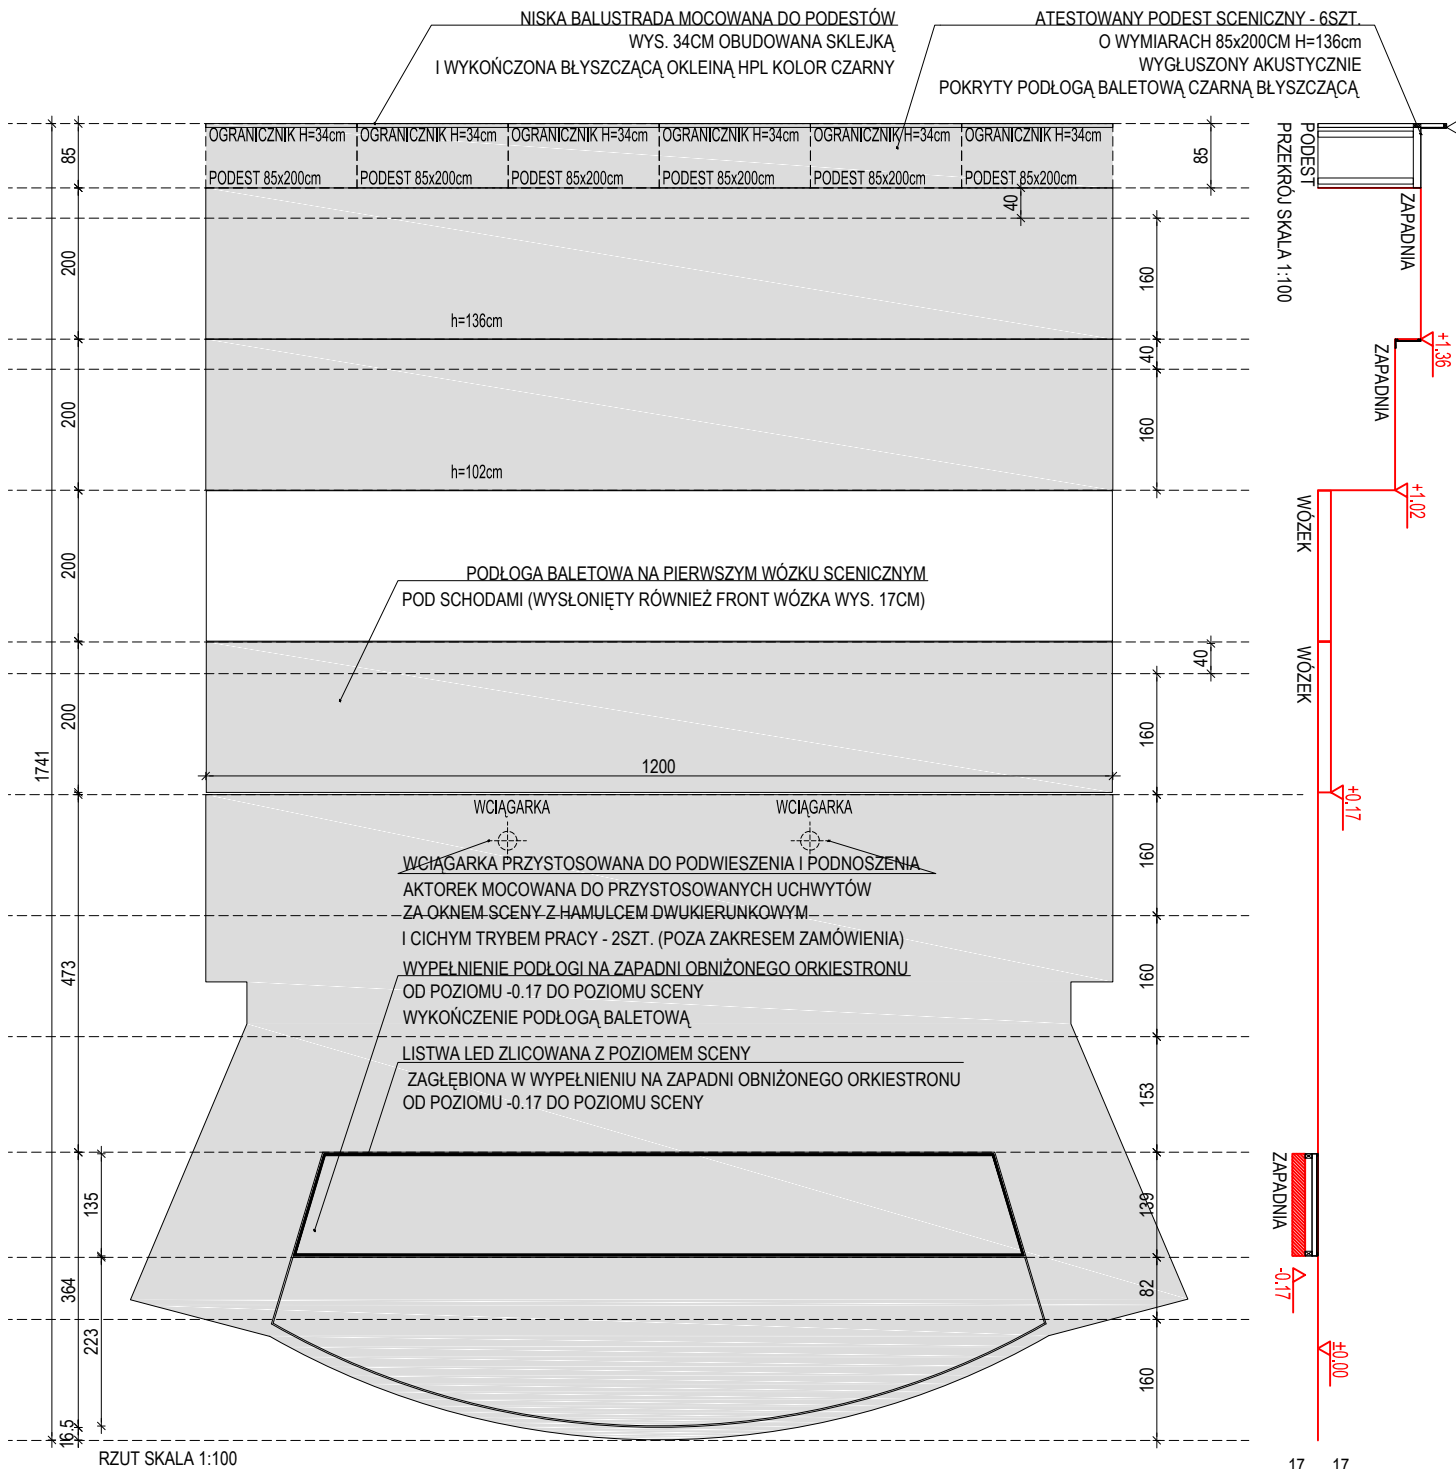 NISKA BALUSTRADA MOCOWANA DO PODESTÓW
WYS. 34CM OBUDOWANA SKLEJKĄ
I WYKOŃCZONA BŁYSZCZĄCĄ OKLEINĄ HPL KOLOR CZARNY
ATESTOWANY PODEST SCENICZNY - 6SZT.
O WYMIARACH 85x200CM H=136cm
WYGŁUSZONY AKUSTYCZNIE
POKRYTY PODŁOGĄ BALETOWĄ CZARNĄ BŁYSZCZĄCĄ
OGRANICZNIK H=34cm
OGRANICZNIK H=34cm
OGRANICZNIK H=34cm
OGRANICZNIK H=34cm
OGRANICZNIK H=34cm
OGRANICZNIK H=34cm
PODEST 85x200cm
PODEST 85x200cm
PODEST 85x200cm
PODEST 85x200cm
PODEST 85x200cm
PODEST 85x200cm
85
85
40
PODEST
PRZEKRÓJ SKALA 1:100
ZAPADNIA
200
160
h=136cm
+1.36
40
ZAPADNIA
200
160
h=102cm
+1.02
WÓZEK
200
PODŁOGA BALETOWA NA PIERWSZYM WÓZKU SCENICZNYM
POD SCHODAMI (WYSŁONIĘTY RÓWNIEŻ FRONT WÓZKA WYS. 17CM)
40
WÓZEK
200
160
1741
1200
+0.17
WCIĄGARKA
WCIĄGARKA
160
WCIĄGARKA PRZYSTOSOWANA DO PODWIESZENIA I PODNOSZENIA
AKTOREK MOCOWANA DO PRZYSTOSOWANYCH UCHWYTÓW
ZA OKNEM SCENY Z HAMULCEM DWUKIERUNKOWYM
I CICHYM TRYBEM PRACY - 2SZT. (POZA ZAKRESEM ZAMÓWIENIA)
473
160
WYPEŁNIENIE PODŁOGI NA ZAPADNI OBNIŻONEGO ORKIESTRONU
OD POZIOMU -0.17 DO POZIOMU SCENY
WYKOŃCZENIE PODŁOGĄ BALETOWĄ
LISTWA LED ZLICOWANA Z POZIOMEM SCENY
ZAGŁĘBIONA W WYPEŁNIENIU NA ZAPADNI OBNIŻONEGO ORKIESTRONU
OD POZIOMU -0.17 DO POZIOMU SCENY
153
135
139
ZAPADNIA
-0.17
364
82
223
±0.00
160
16.5
RZUT SKALA 1:100
17
17